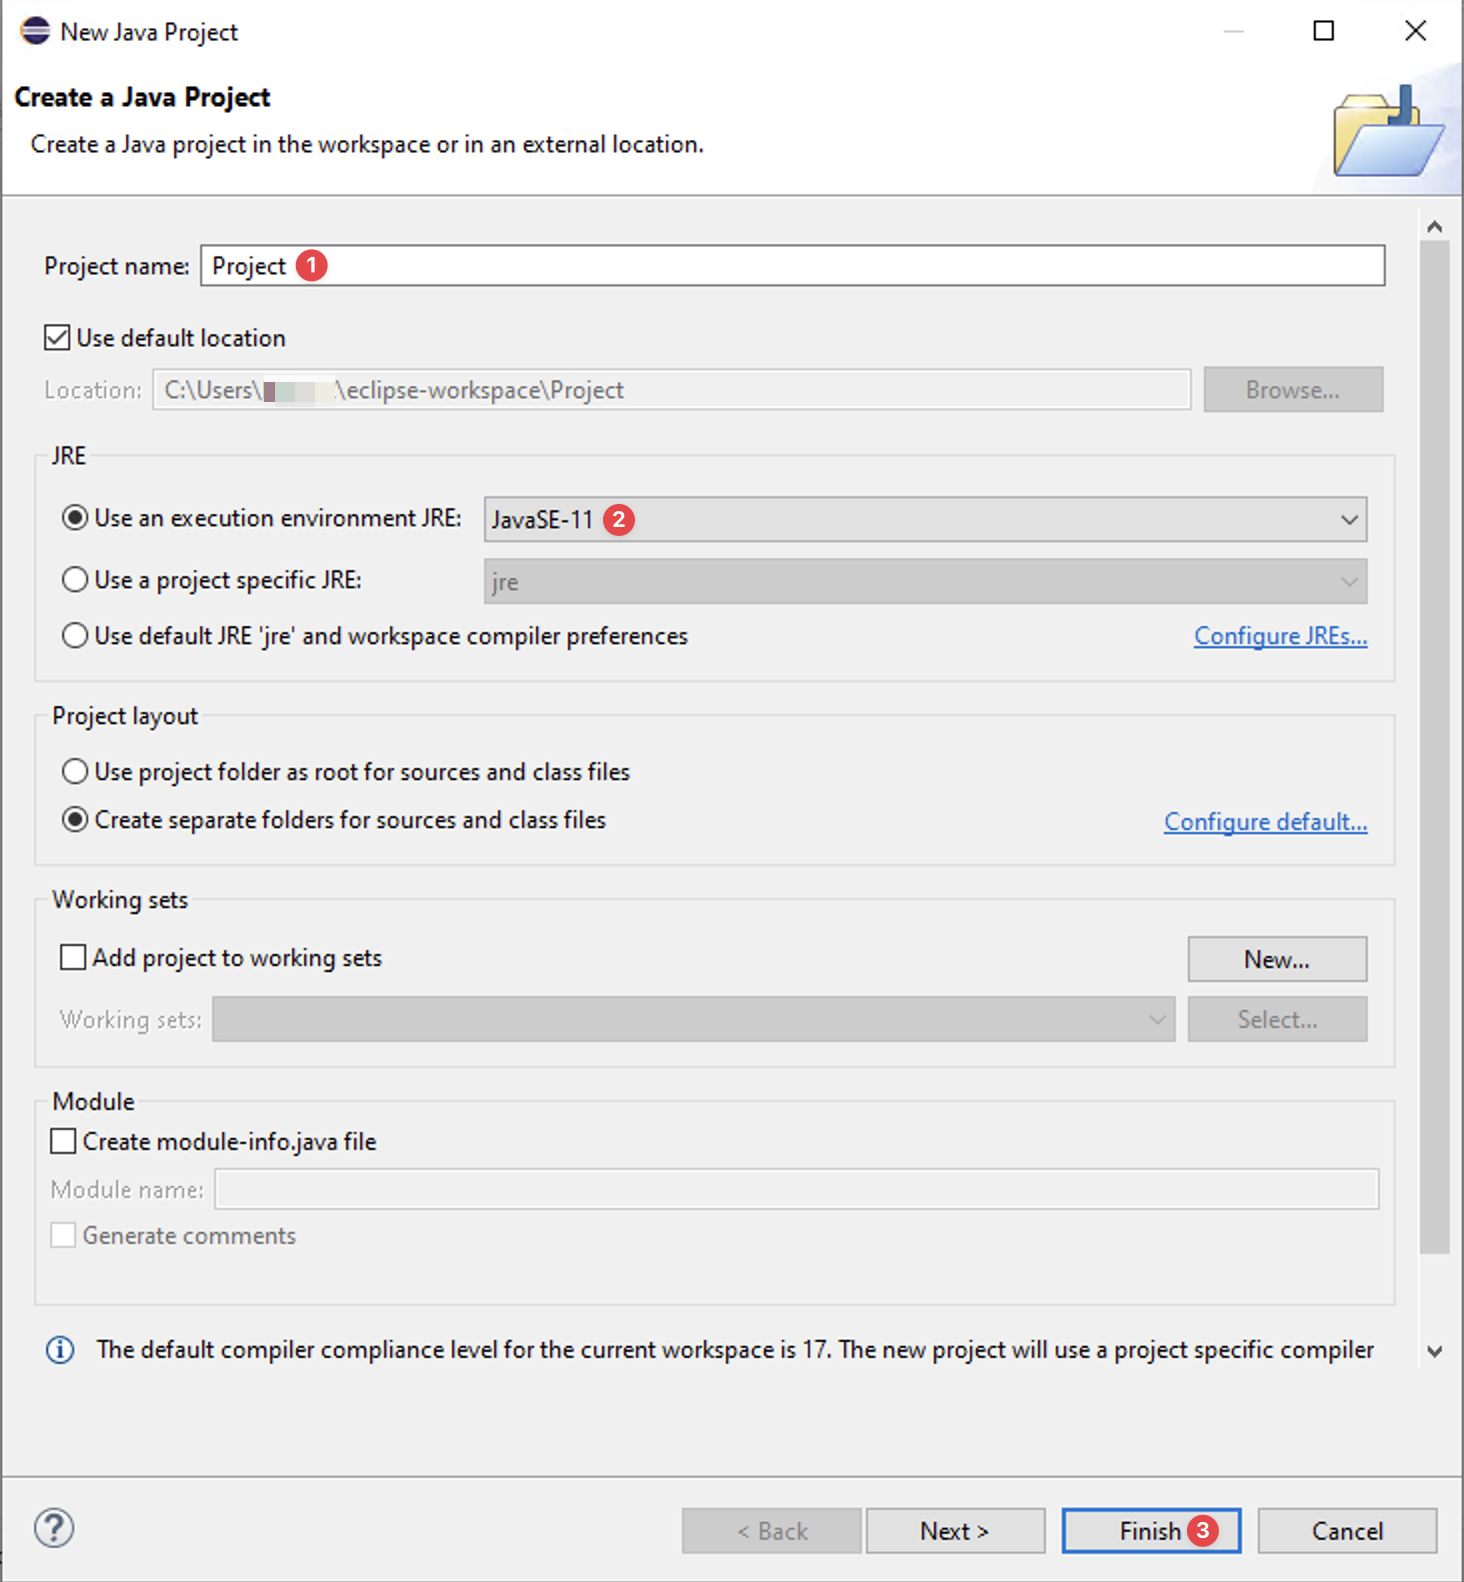 New Java Project
Create a Java Project
Create a Java project in the workspace or in an external location.
Project name: Project 1
Use default location
Location: C:\Users\ \eclipse-workspace\Project Browse...
JRE
Use an execution environment JRE: JavaSE-11 2
Use a project specific JRE: jre
Use default JRE 'jre' and workspace compiler preferences Configure JREs...
Project layout
Use project folder as root for sources and class files
Create separate folders for sources and class files Configure default...
Working sets
Add project to working sets New...
Working sets: Select...
Module
Create module-info.java file
Module name:
Generate comments
The default compiler compliance level for the current workspace is 17. The new project will use a project specific compiler
? < Back Next > Finish 3 Cancel